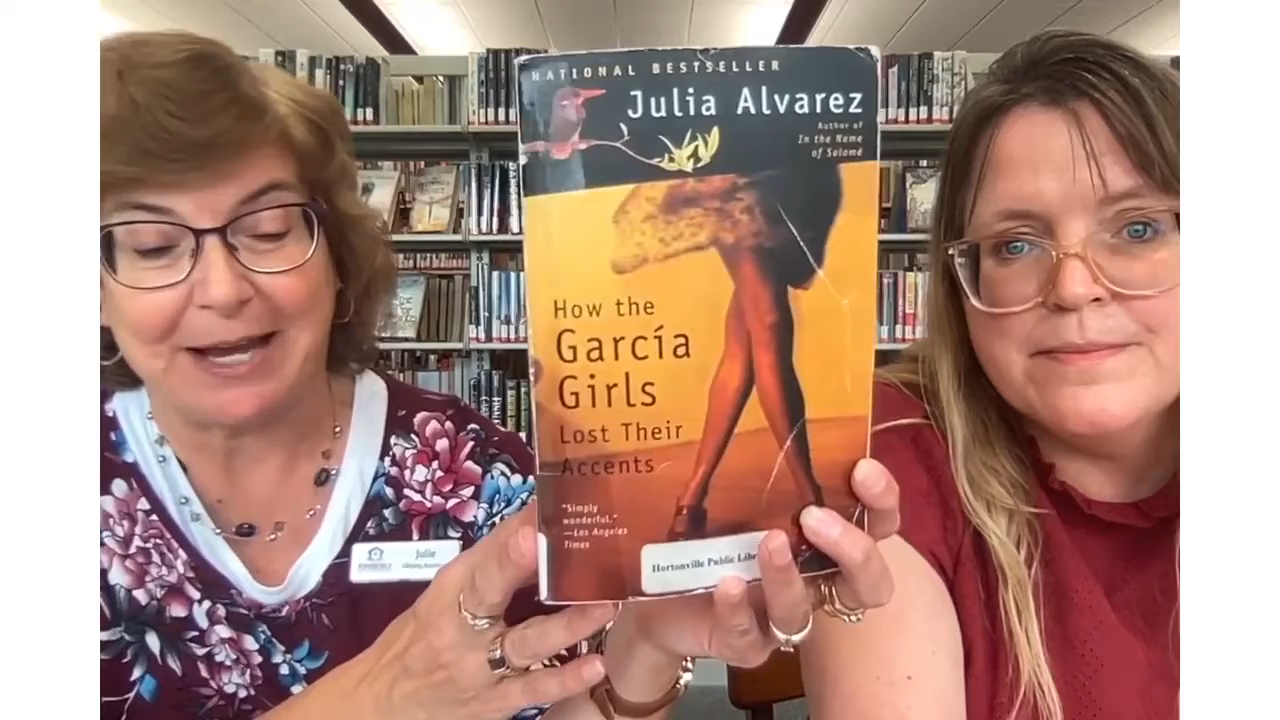 NATIONAL BESTSELLER
Julia Alvarez
Author of
In the Name
of Salomé
How the
García
Girls
Lost Their
Accents
"Simply
wonderful."
—Los Angeles
Times
Hortonville Public
Julie